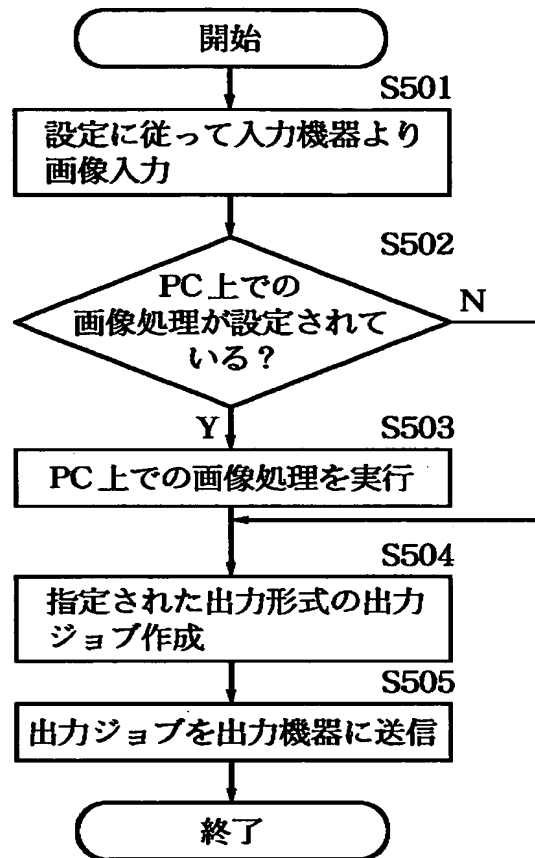 開始
S501
設定に従って入力機器より
画像入力
S502
PC上での
画像処理が設定されて
いる？
N
Y
S503
PC上での画像処理を実行
S504
指定された出力形式の出力
ジョブ作成
S505
出力ジョブを出力機器に送信
終了